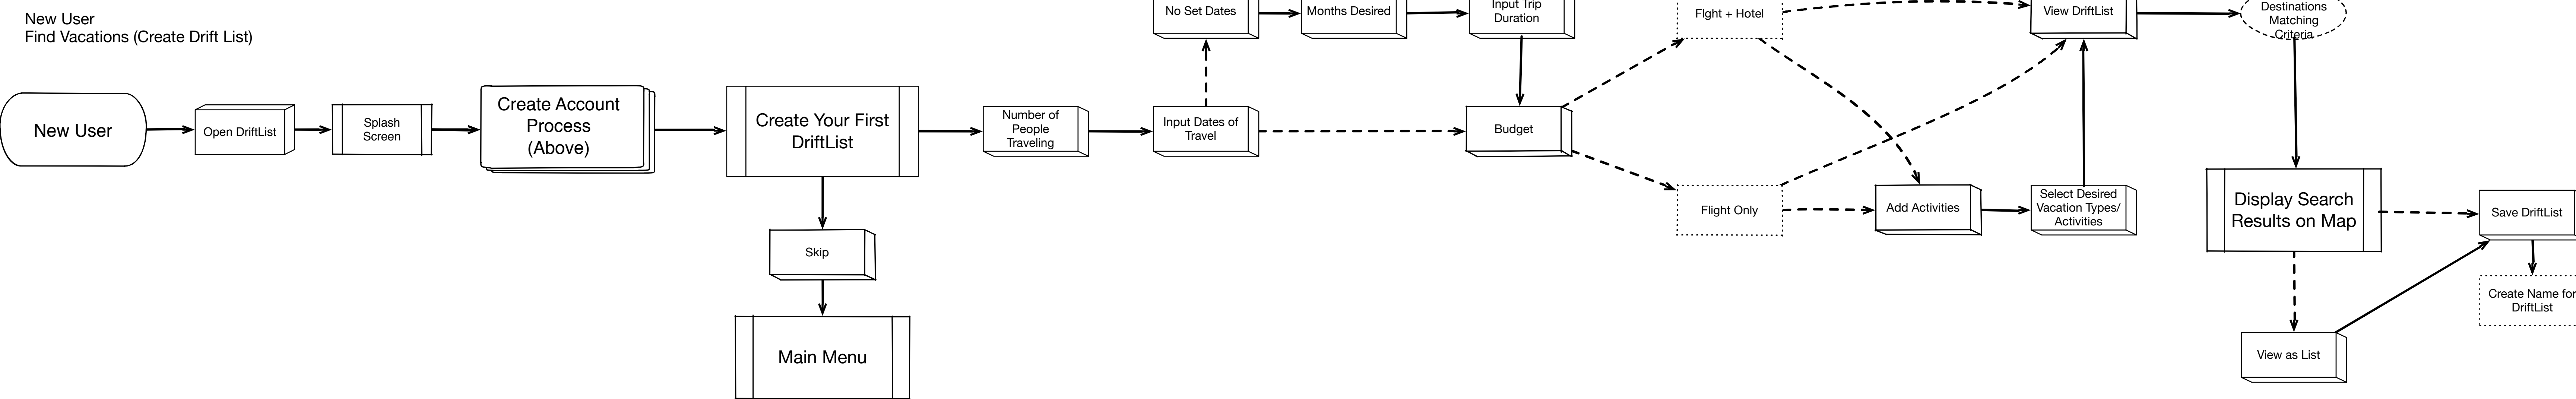 New User
Find Vacations (Create Drift List)
No Set Dates
Months Desired
Input Trip
Duration
FIght + Hotel
View DriftList
Destinations
Matching
Criteria
New User
Open DriftList
Splash
Screen
Create Account
Process
(Above)
Create Your First
DriftList
Number of
People
Traveling
Input Dates of
Travel
Budget
Flight Only
Add Activities
Select Desired
Vacation Types/
Activities
Display Search
Results on Map
Save DriftList
Skip
Create Name for
DriftList
Main Menu
View as List